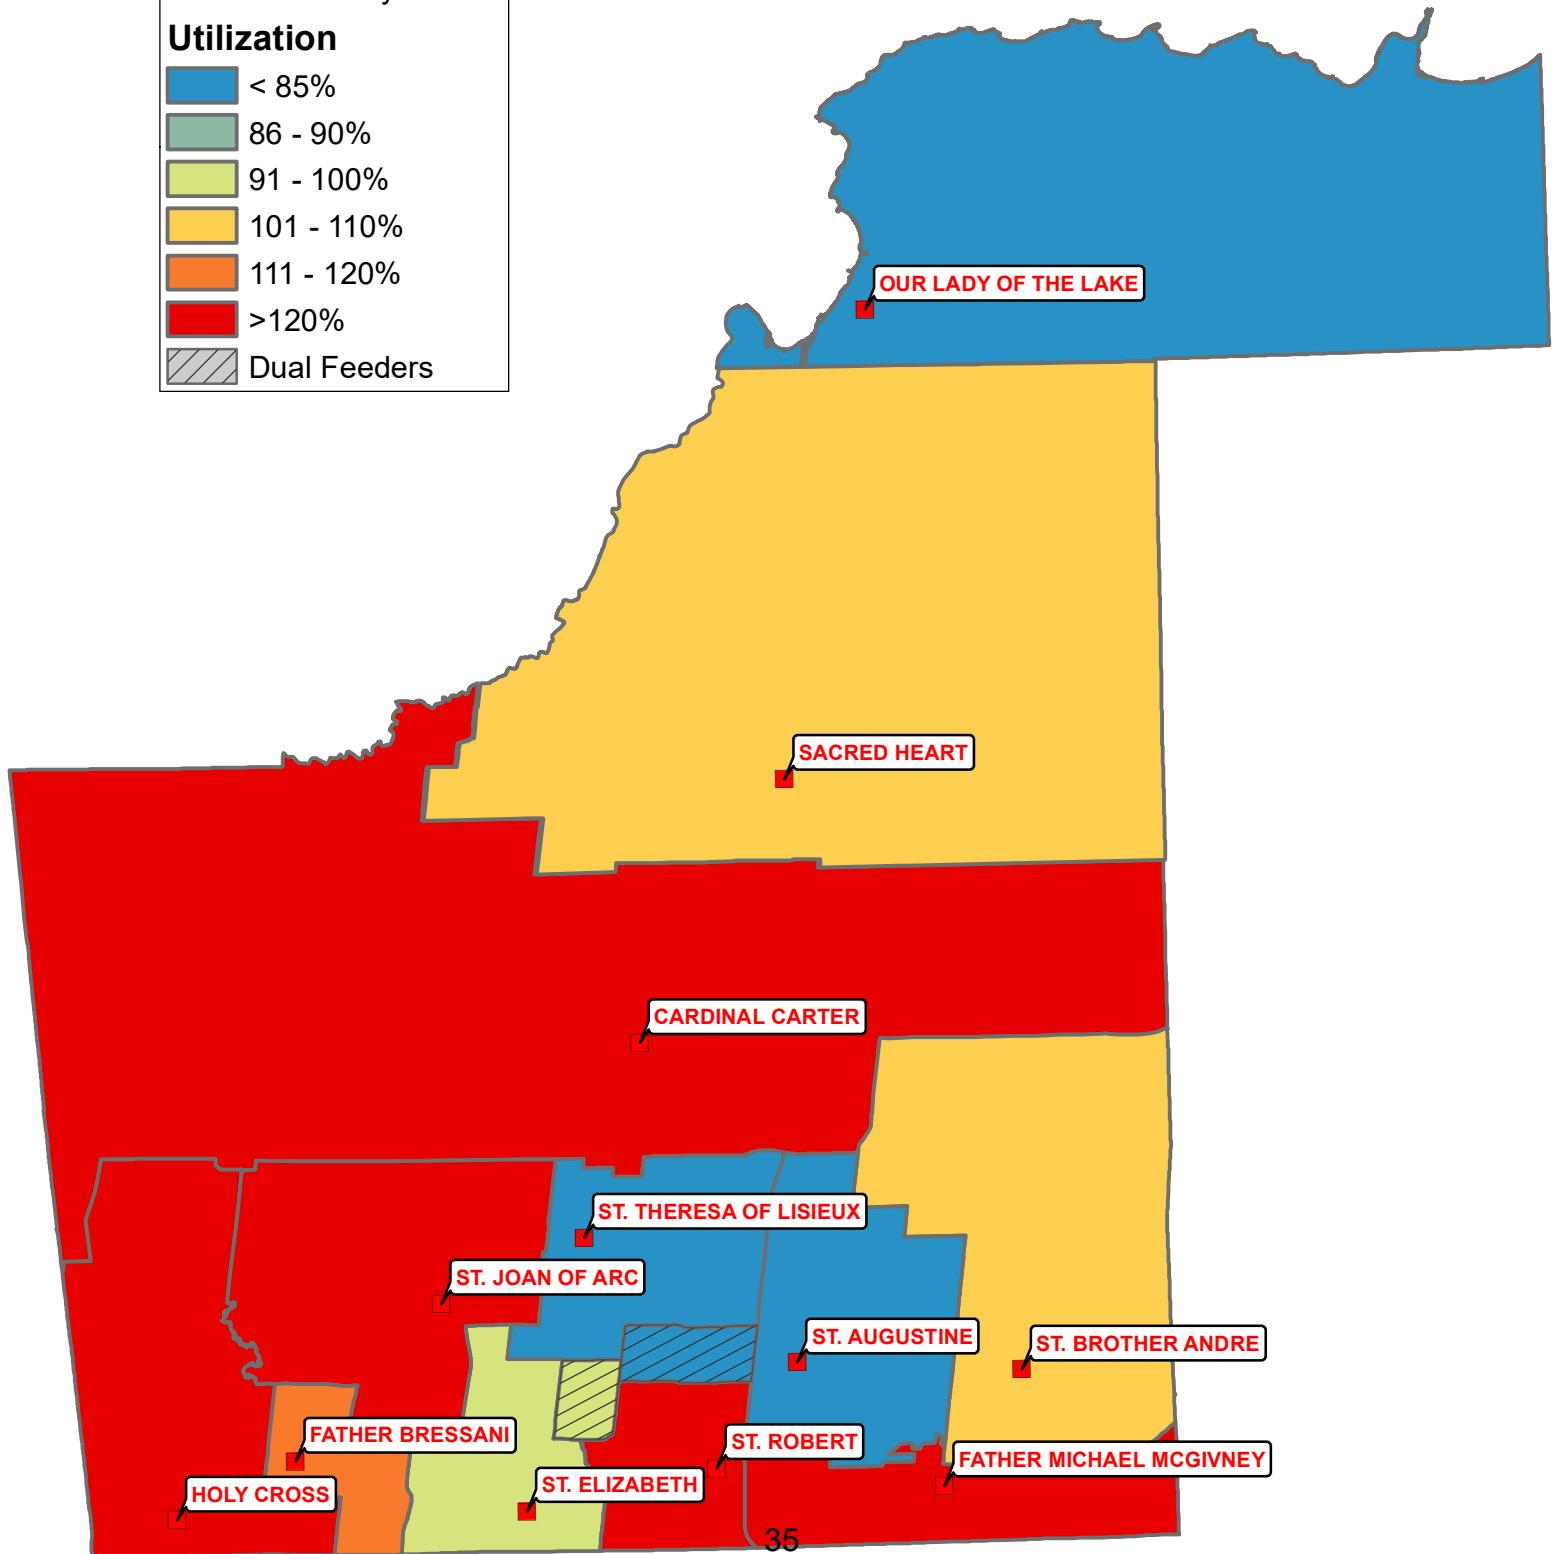 Utilization
< 85%
86 - 90%
91 - 100%
101 - 110%
111 - 120%
>120%
Dual Feeders
OUR LADY OF THE LAKE
SACRED HEART
CARDINAL CARTER
ST. THERESA OF LISIEUX
ST. JOAN OF ARC
ST. AUGUSTINE
ST. BROTHER ANDRE
FATHER BRESSANI
ST. ROBERT
FATHER MICHAEL MCGIVNEY
ST. ELIZABETH
HOLY CROSS
35